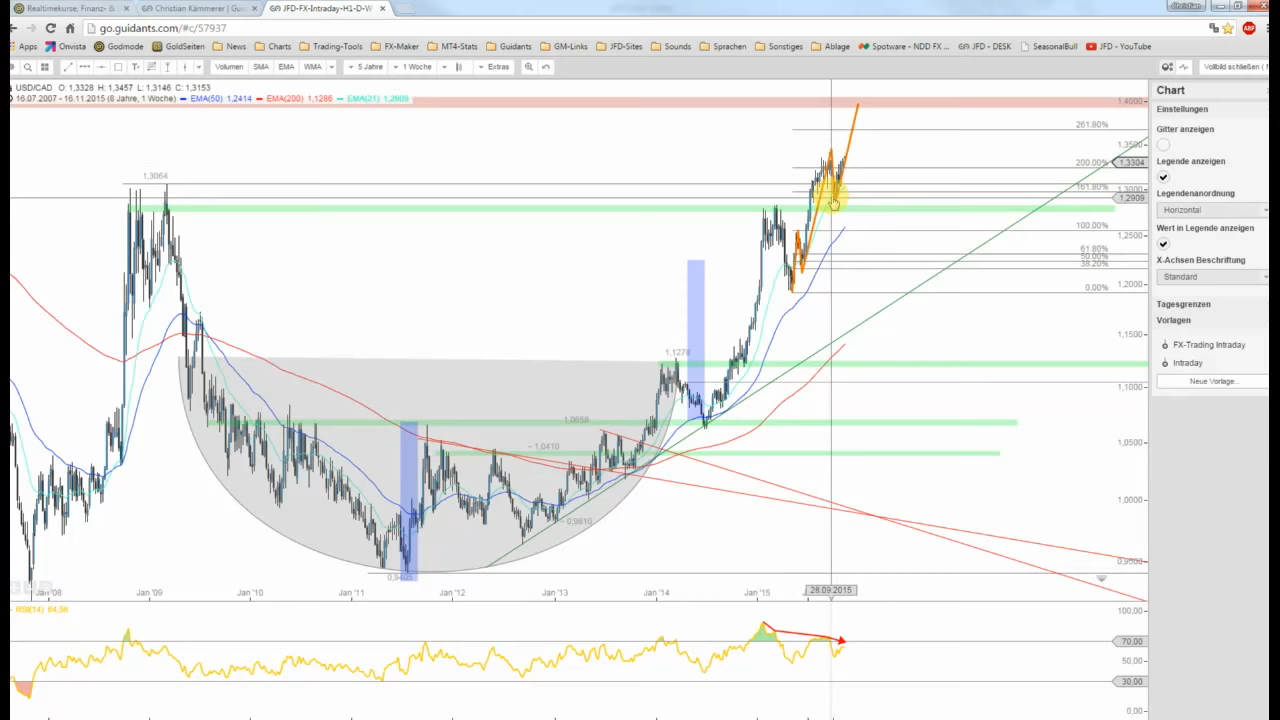 Realtimekurse, Finanz- &
Christian Kämmerer | Gui
JFD-FX-Intraday-H1-D-W
Christian
go.guidants.com/#c/57937
Apps
Onvista
Godmode
GoldSeiten
News
Charts
Trading-Tools
FX-Maker
MT4-Stats
Guidants
GM-Links
JFD-Sites
Sounds
Sprachen
Sonstiges
Ablage
Spotware - NDD FX ...
JFD - DESK
SeasonalBull
JFD - YouTube
Volumen
SMA
EMA
WMA
5 Jahre
1 Woche
Extras
Vollbild schließen (
USD/CAD O: 1,3328 H: 1,3457 L: 1,3146 C: 1,3153
16.07.2007 - 16.11.2015 (8 Jahre, 1 Woche) EMA(50) 1,2414 EMA(200) 1,1286 EMA(21) 1,2909
Chart
Einstellungen
Gitter anzeigen
Legende anzeigen
Legendenanordnung
Horizontal
Wert in Legende anzeigen
X-Achsen Beschriftung
Standard
Tagesgrenzen
Vorlagen
FX-Trading Intraday
Intraday
Neue Vorlage...
1,4000
1,3500
1,3304
1,3000
1,2909
1,2500
1,2000
1,1500
1,1000
1,0500
1,0000
0,9500
261.80%
200.00%
161.80%
100.00%
61.80%
50.00%
38.20%
0.00%
1,3064
1,1278
1,0658
~ 1,0410
~ 0,9810
Jan '08
Jan '09
Jan '10
Jan '11
Jan '12
Jan '13
Jan '14
Jan '15
28.09.2015
RSI(14) 64,56
100,00
70,00
50,00
30,00
0,00